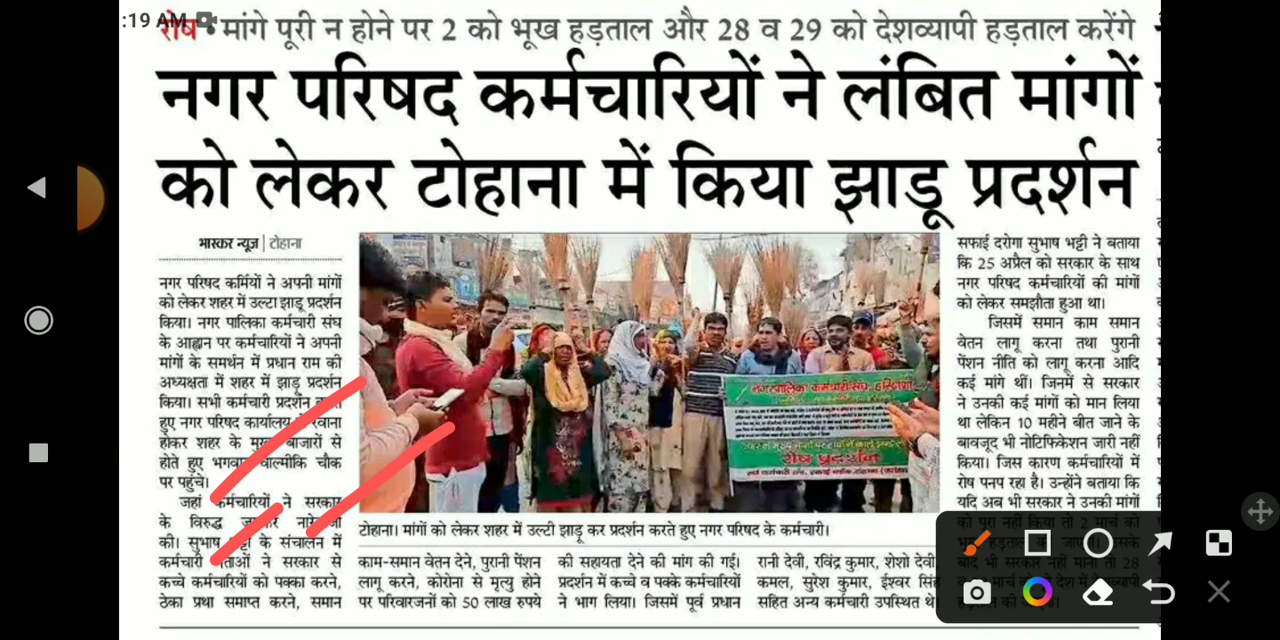 :19 AM
रोष • मांगे पूरी न होने पर 2 को भूख हड़ताल और 28 व 29 को देशव्यापी हड़ताल करेंगे
नगर परिषद कर्मचारियों ने लंबित मांगों
को लेकर टोहाना में किया झाड़ू प्रदर्शन
भास्कर न्यूज़ | टोहाना
नगर परिषद कर्मियों ने अपनी मांगों
को लेकर शहर में उल्टा झाड़ू प्रदर्शन
किया। नगर पालिका कर्मचारी संघ
के आह्वान पर कर्मचारियों ने अपनी
मांगों के समर्थन में प्रधान राम की
अध्यक्षता में शहर में झाड़ू प्रदर्शन
किया। सभी कर्मचारी प्रदर्शन
हुए नगर परिषद कार्यालय
होकर शहर के बाजारों से
होते हुए वाल्मीकि चौक
पर पहुंचे।
जहां कर्मचारियों ने सरकार
के विरुद्ध
की। सुभाष के संचालन में
कर्मचारी ने सरकार से
कच्चे कर्मचारियों को पक्का करने,
ठेका प्रथा समाप्त करने, समान
नगरपालिका कर्मचारी संघ, हरियाणा
रोष प्रदर्शन
टोहाना। मांगों को लेकर शहर में उल्टी झाड़ू कर प्रदर्शन करते हुए नगर परिषद के कर्मचारी।
काम-समान वेतन देने, पुरानी पेंशन
लागू करने, कोरोना से मृत्यु होने
पर परिवारजनों को 50 लाख रुपये
की सहायता देने की मांग की गई।
प्रदर्शन में कच्चे व पक्के कर्मचारियों
ने भाग लिया। जिसमें पूर्व प्रधान
रानी देवी, रविंद्र कुमार, शेशो देवी,
कमल, सुरेश कुमार, ईश्वर सिंह
सहित अन्य कर्मचारी उपस्थित थे।
सफाई दरोगा सुभाष भट्टी ने बताया
कि 25 अप्रैल को सरकार के साथ
नगर परिषद कर्मचारियों की मांगों
को लेकर समझौता हुआ था।
जिसमें समान काम समान
वेतन लागू करना तथा पुरानी
पेंशन नीति को लागू करना आदि
कई मांगे थीं। जिनमें से सरकार
ने उनकी कई मांगों को मान लिया
था लेकिन 10 महीने बीत जाने के
बावजूद भी नोटिफिकेशन जारी नहीं
किया। जिस कारण कर्मचारियों में
रोष पनप रहा है। उन्होंने बताया कि
यदि अब भी सरकार ने उनकी मांगों
को पूरा नहीं किया तो 2 मार्च को